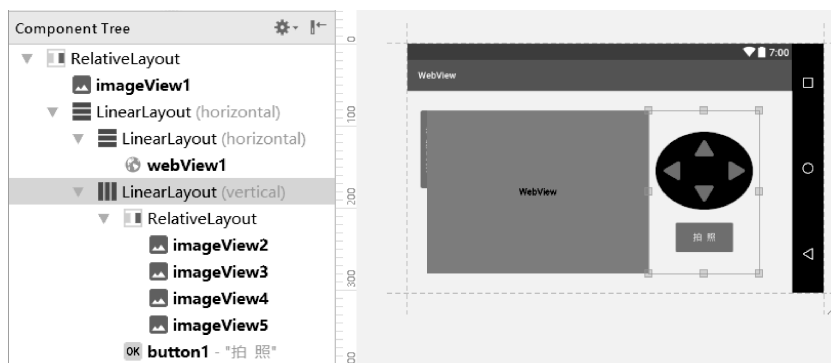 Component Tree
RelativeLayout
imageView1
LinearLayout (horizontal)
LinearLayout (horizontal)
webView1
LinearLayout (vertical)
RelativeLayout
imageView2
imageView3
imageView4
imageView5
OK button1 - "拍 照"
0
100
200
300
7:00
WebView
WebView
拍 照